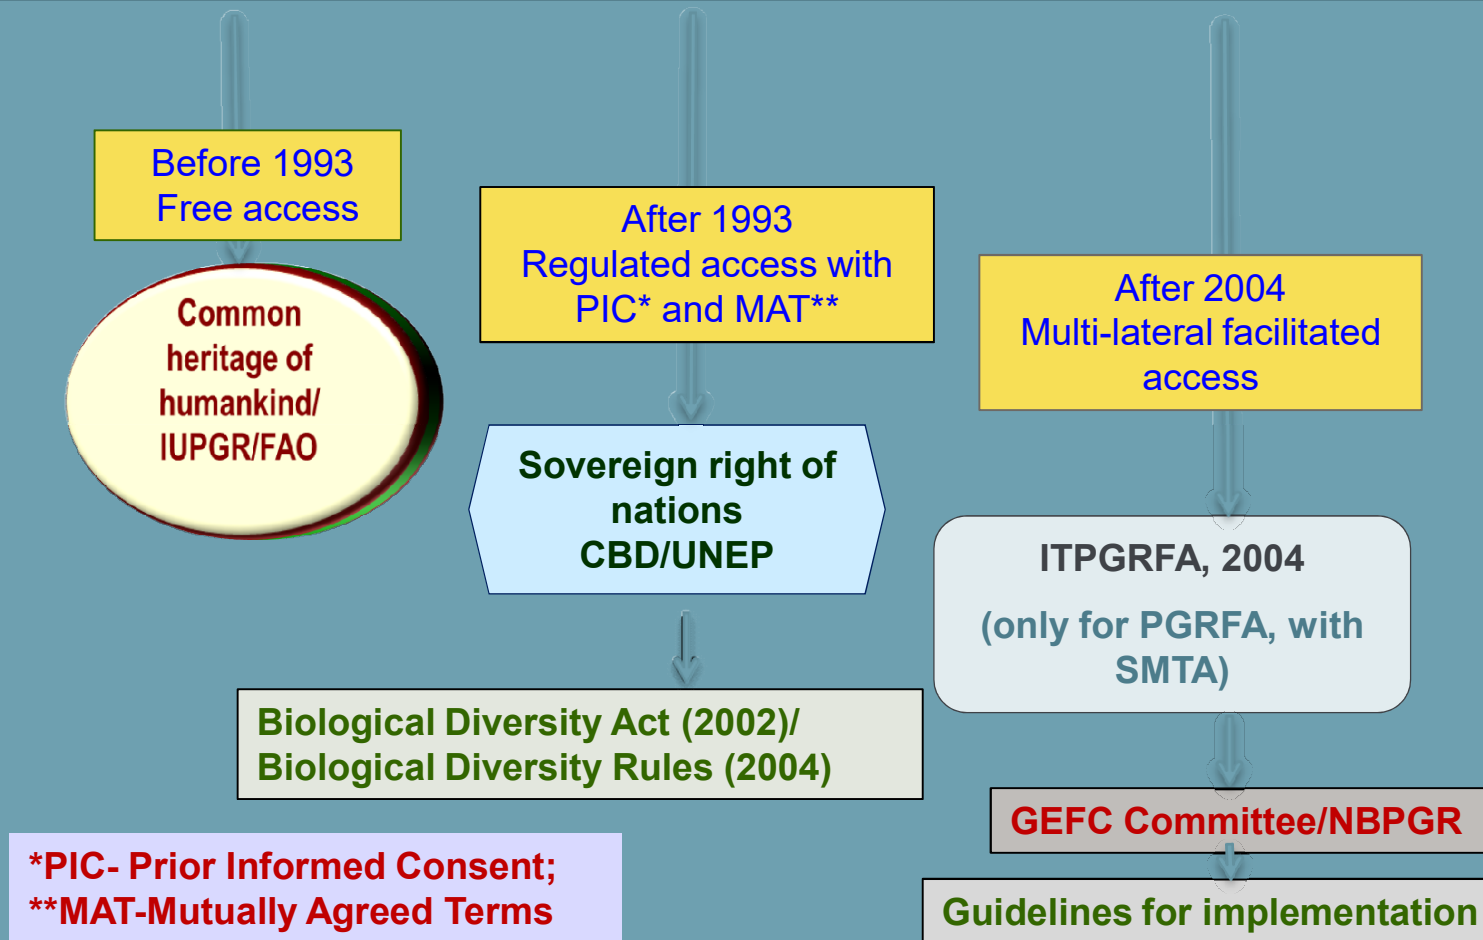 Before 1993
Free access
Common
heritage of
humankind/
IUPGR/FAO
After 1993
Regulated access with
PIC* and MAT**
Sovereign right of
nations
CBD/UNEP
Biological Diversity Act (2002)/
Biological Diversity Rules (2004)
After 2004
Multi-lateral facilitated
access
ITPGRFA, 2004
(only for PGRFA, with
SMTA)
GEFC Committee/NBPGR
Guidelines for implementation
*PIC- Prior Informed Consent;
**MAT-Mutually Agreed Terms